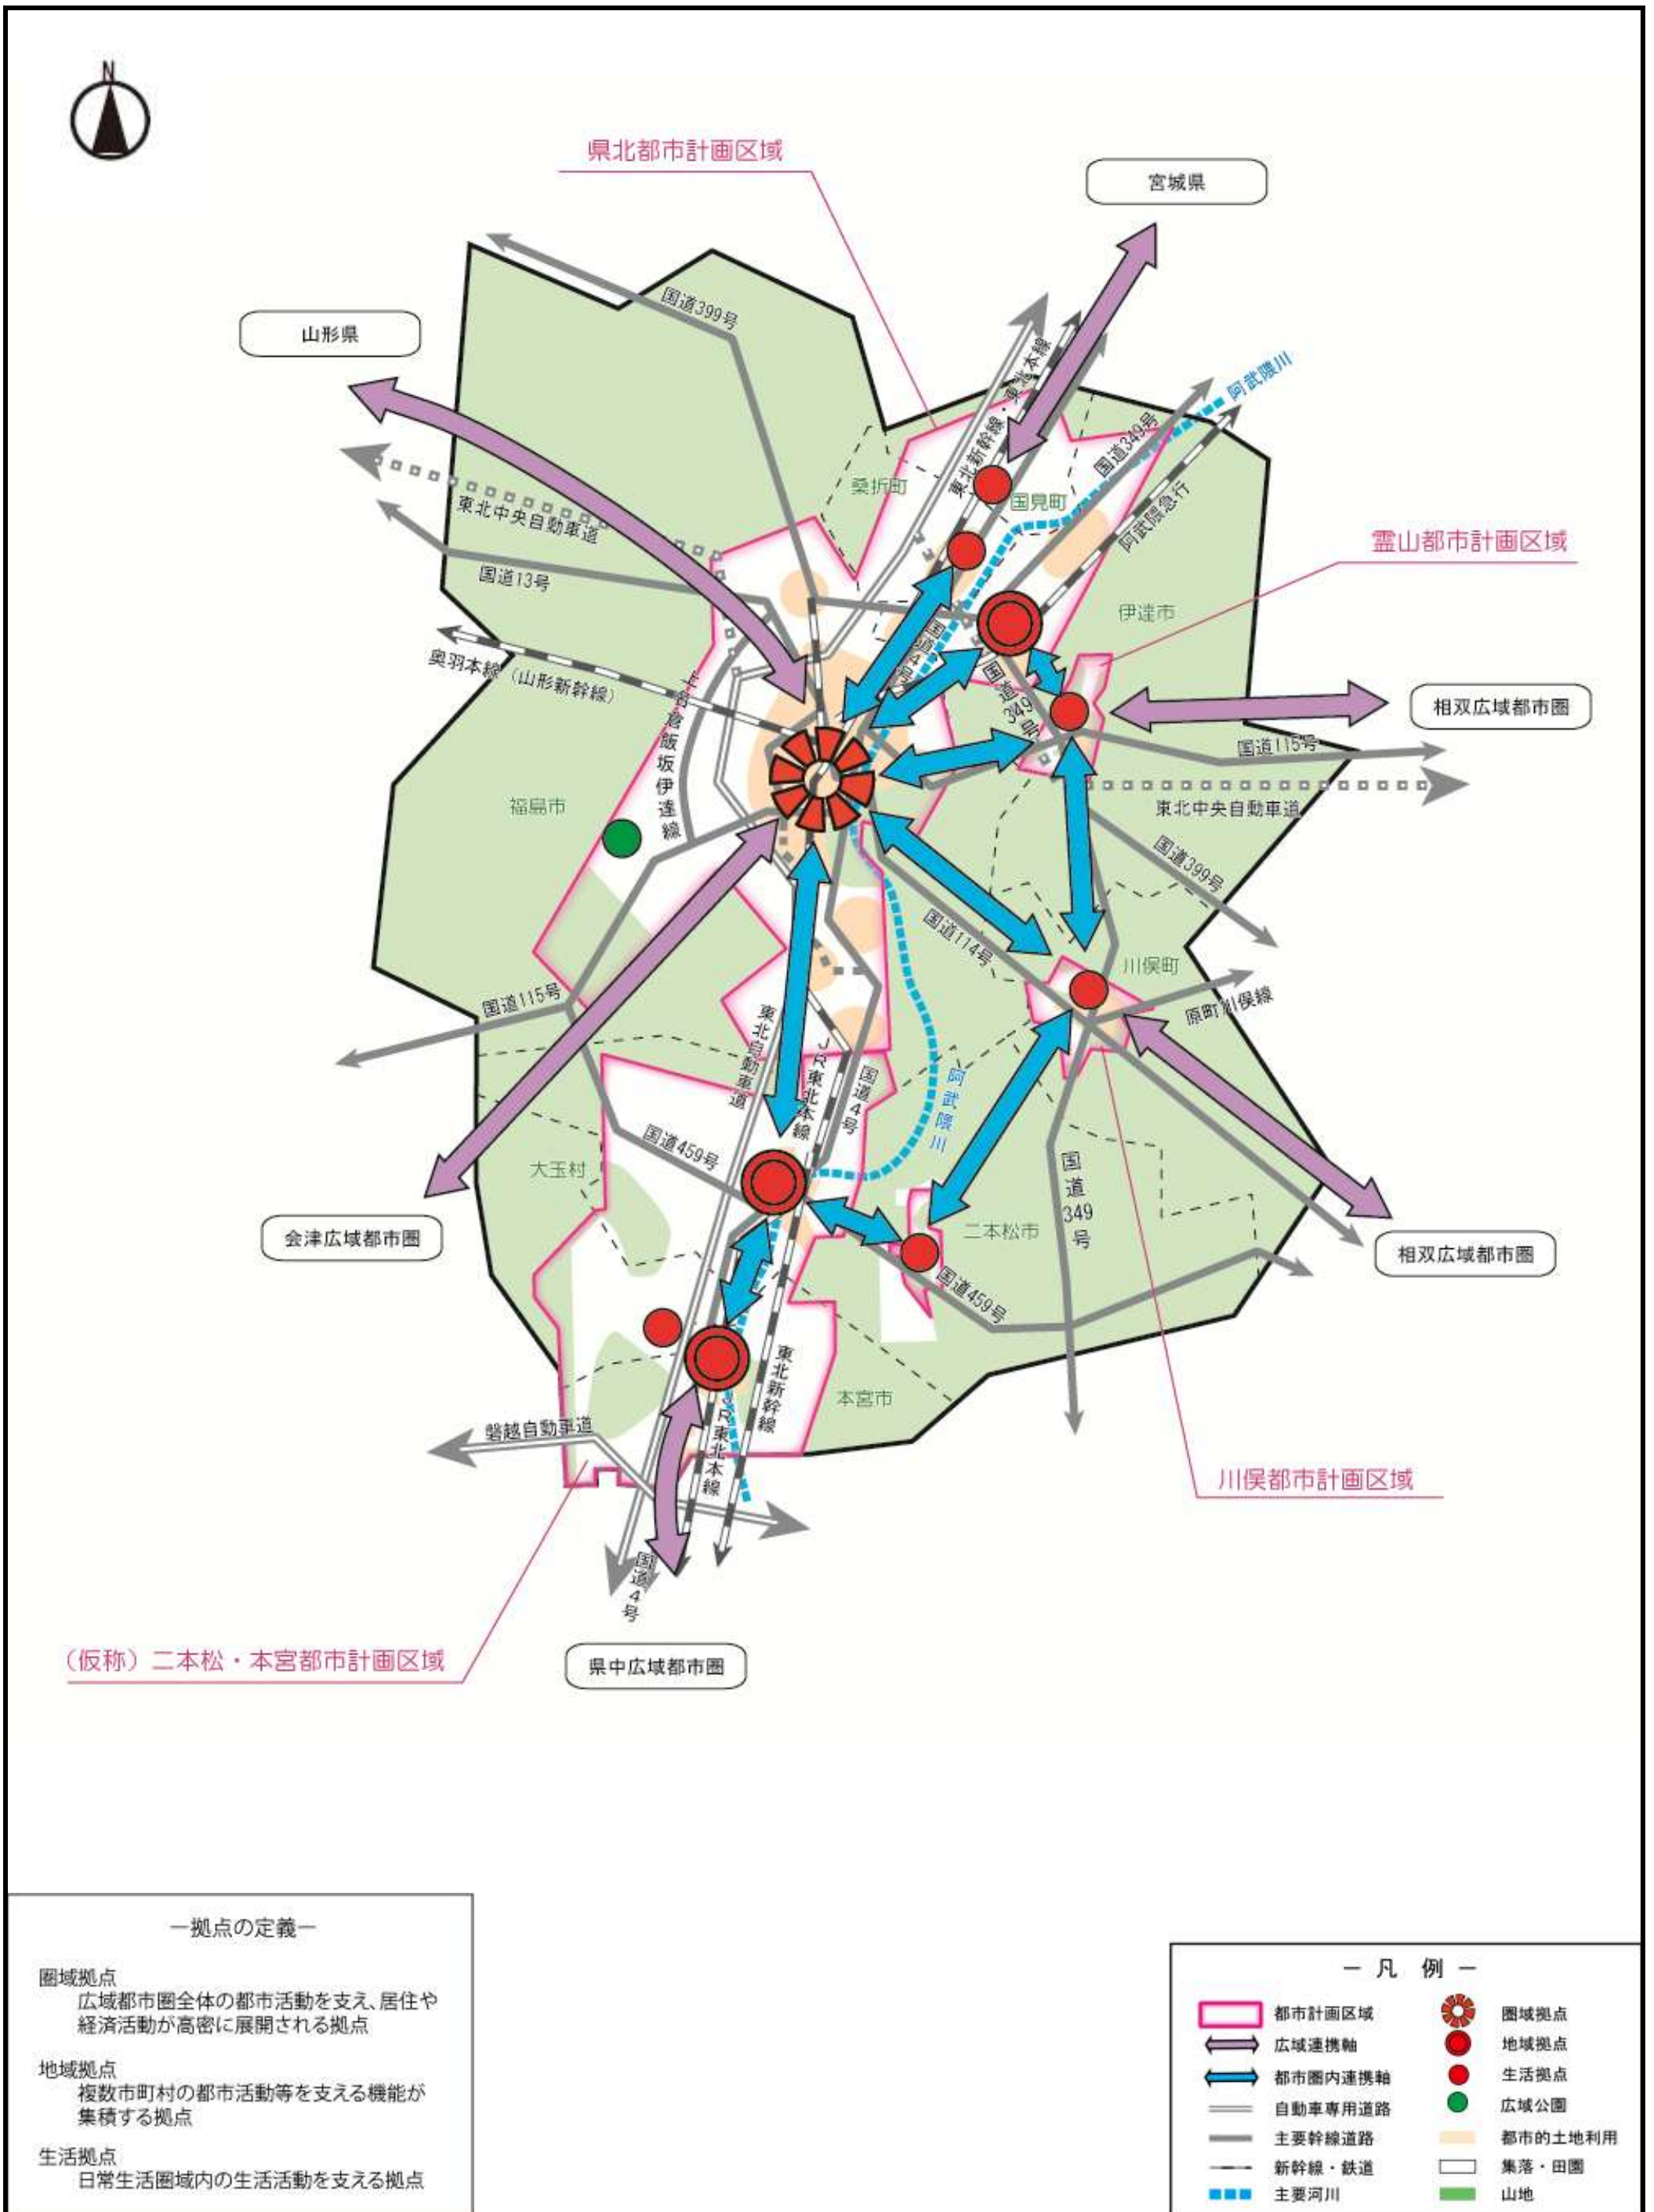 N
県北都市計画区域
宮城県
山形県
国道399号
東北新幹線・東北本線
阿武隈川
国道349号
桑折町
国見町
阿武隈急行
東北中央自動車道
国道13号
霊山都市計画区域
伊達市
国道4号
奥羽本線（山形新幹線）
上名倉飯坂伊達線
国道349号
相双広域都市圏
国道115号
東北中央自動車道
福島市
国道399号
国道114号
川俣町
国道115号
原町川俣線
東北自動車道
JR東北本線
国道4号
阿武隈川
国道459号
大玉村
国道349号
会津広域都市圏
二本松市
相双広域都市圏
国道459号
東北新幹線
本宮市
磐越自動車道
JR東北本線
川俣都市計画区域
国道4号
（仮称）二本松・本宮都市計画区域
県中広域都市圏
－拠点の定義－
圏域拠点
広域都市圏全体の都市活動を支え、居住や
経済活動が高密に展開される拠点
地域拠点
複数市町村の都市活動等を支える機能が
集積する拠点
生活拠点
日常生活圏域内の生活活動を支える拠点
－ 凡 例 －
都市計画区域
圏域拠点
広域連携軸
地域拠点
都市圏内連携軸
生活拠点
自動車専用道路
広域公園
主要幹線道路
都市的土地利用
新幹線・鉄道
集落・田園
主要河川
山地